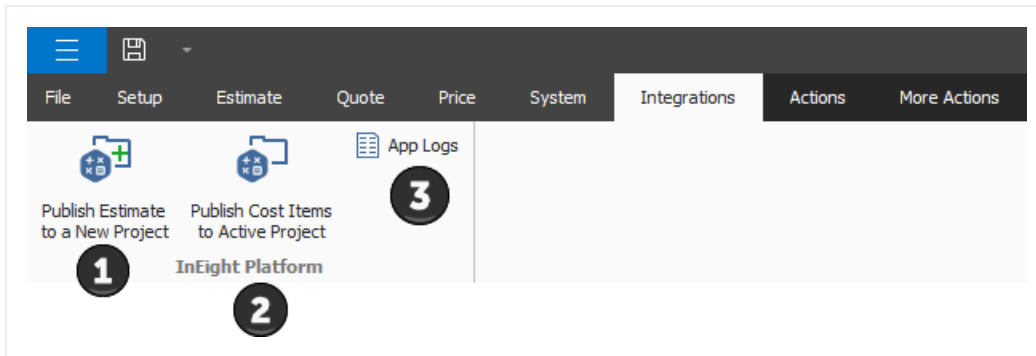 File Setup Estimate Quote Price System Integrations Actions More Actions
App Logs
3
Publish Estimate
to a New Project
Publish Cost Items
to Active Project
1
InEight Platform
2